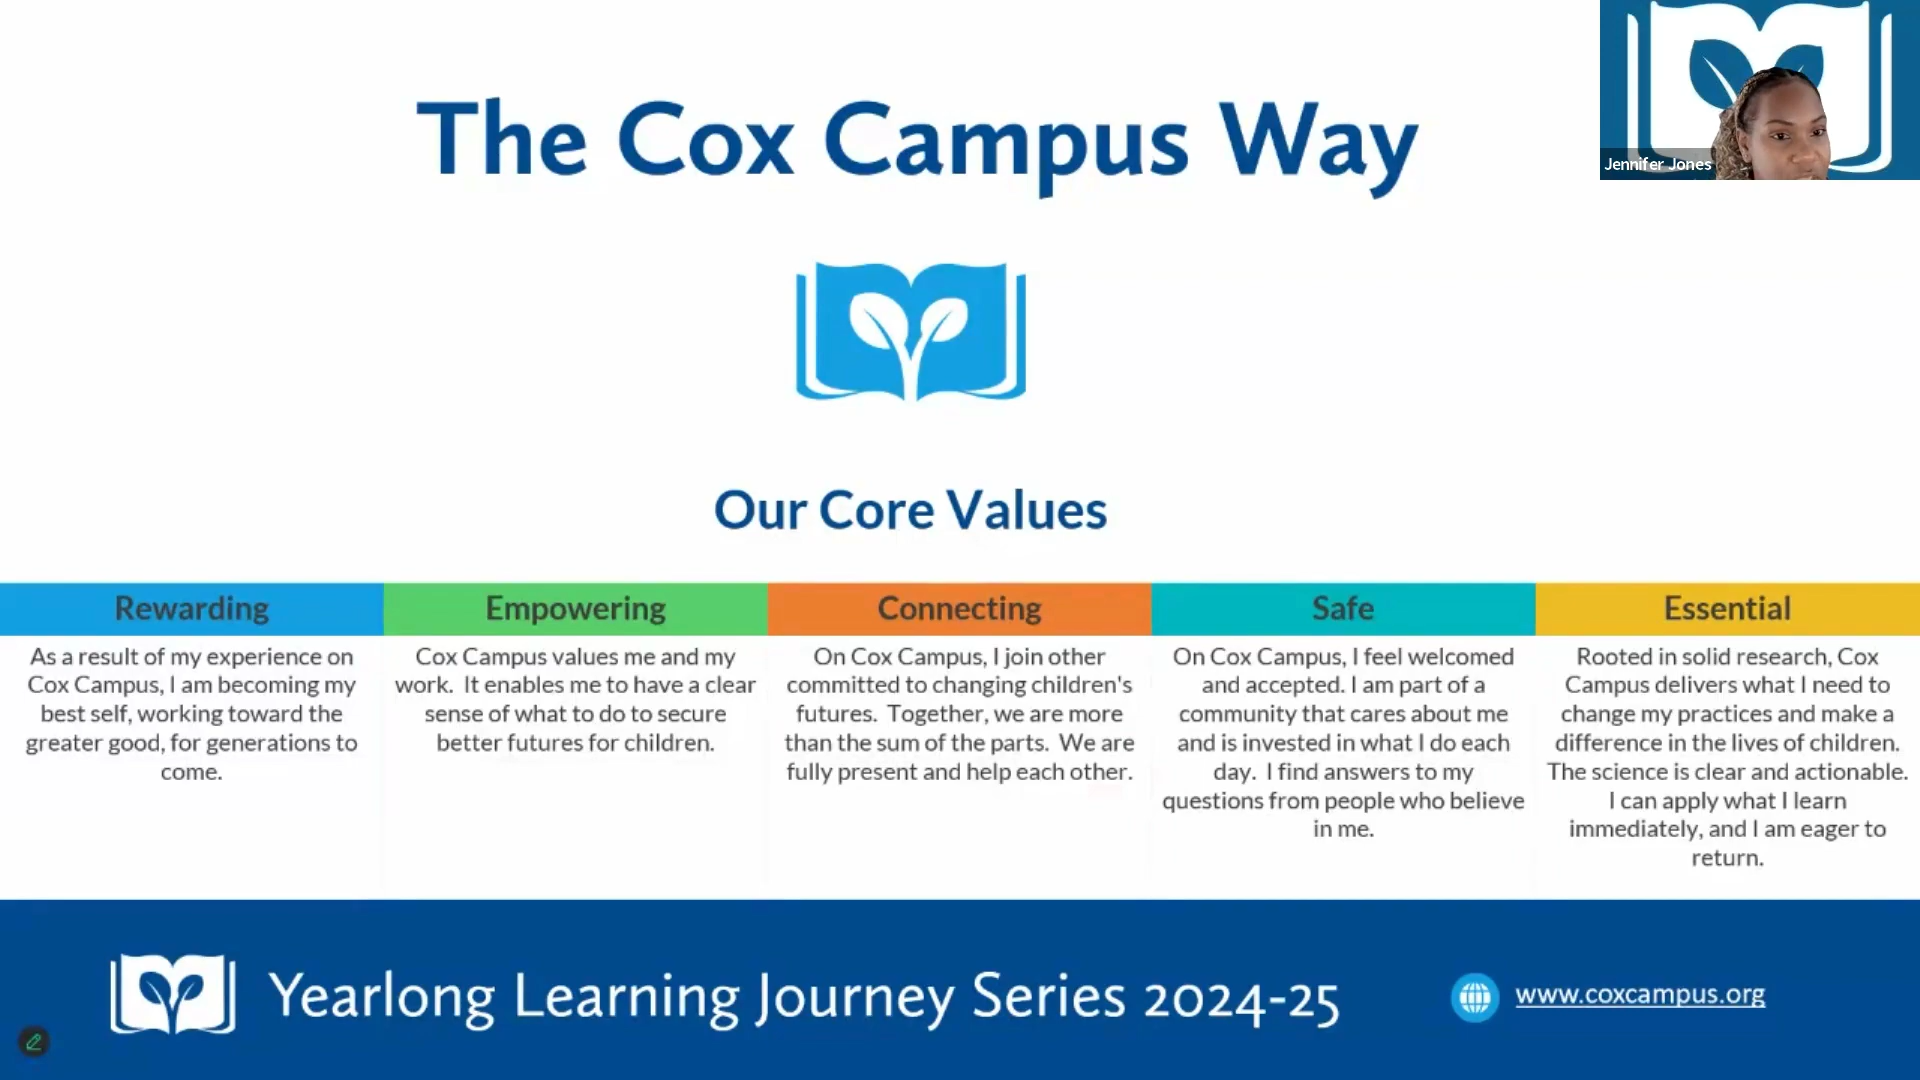 The Cox Campus Way
Jennifer Jones
Our Core Values
Rewarding
As a result of my experience on
Cox Campus, I am becoming my
best self, working toward the
greater good, for generations to
come.
Empowering
Cox Campus values me and my
work. It enables me to have a clear
sense of what to do to secure
better futures for children.
Connecting
On Cox Campus, I join other
committed to changing children's
futures. Together, we are more
than the sum of the parts. We are
fully present and help each other.
Safe
On Cox Campus, I feel welcomed
and accepted. I am part of a
community that cares about me
and is invested in what I do each
day. I find answers to my
questions from people who believe
in me.
Essential
Rooted in solid research, Cox
Campus delivers what I need to
change my practices and make a
difference in the lives of children.
The science is clear and actionable.
I can apply what I learn
immediately, and I am eager to
return.
Yearlong Learning Journey Series 2024-25
www.coxcampus.org